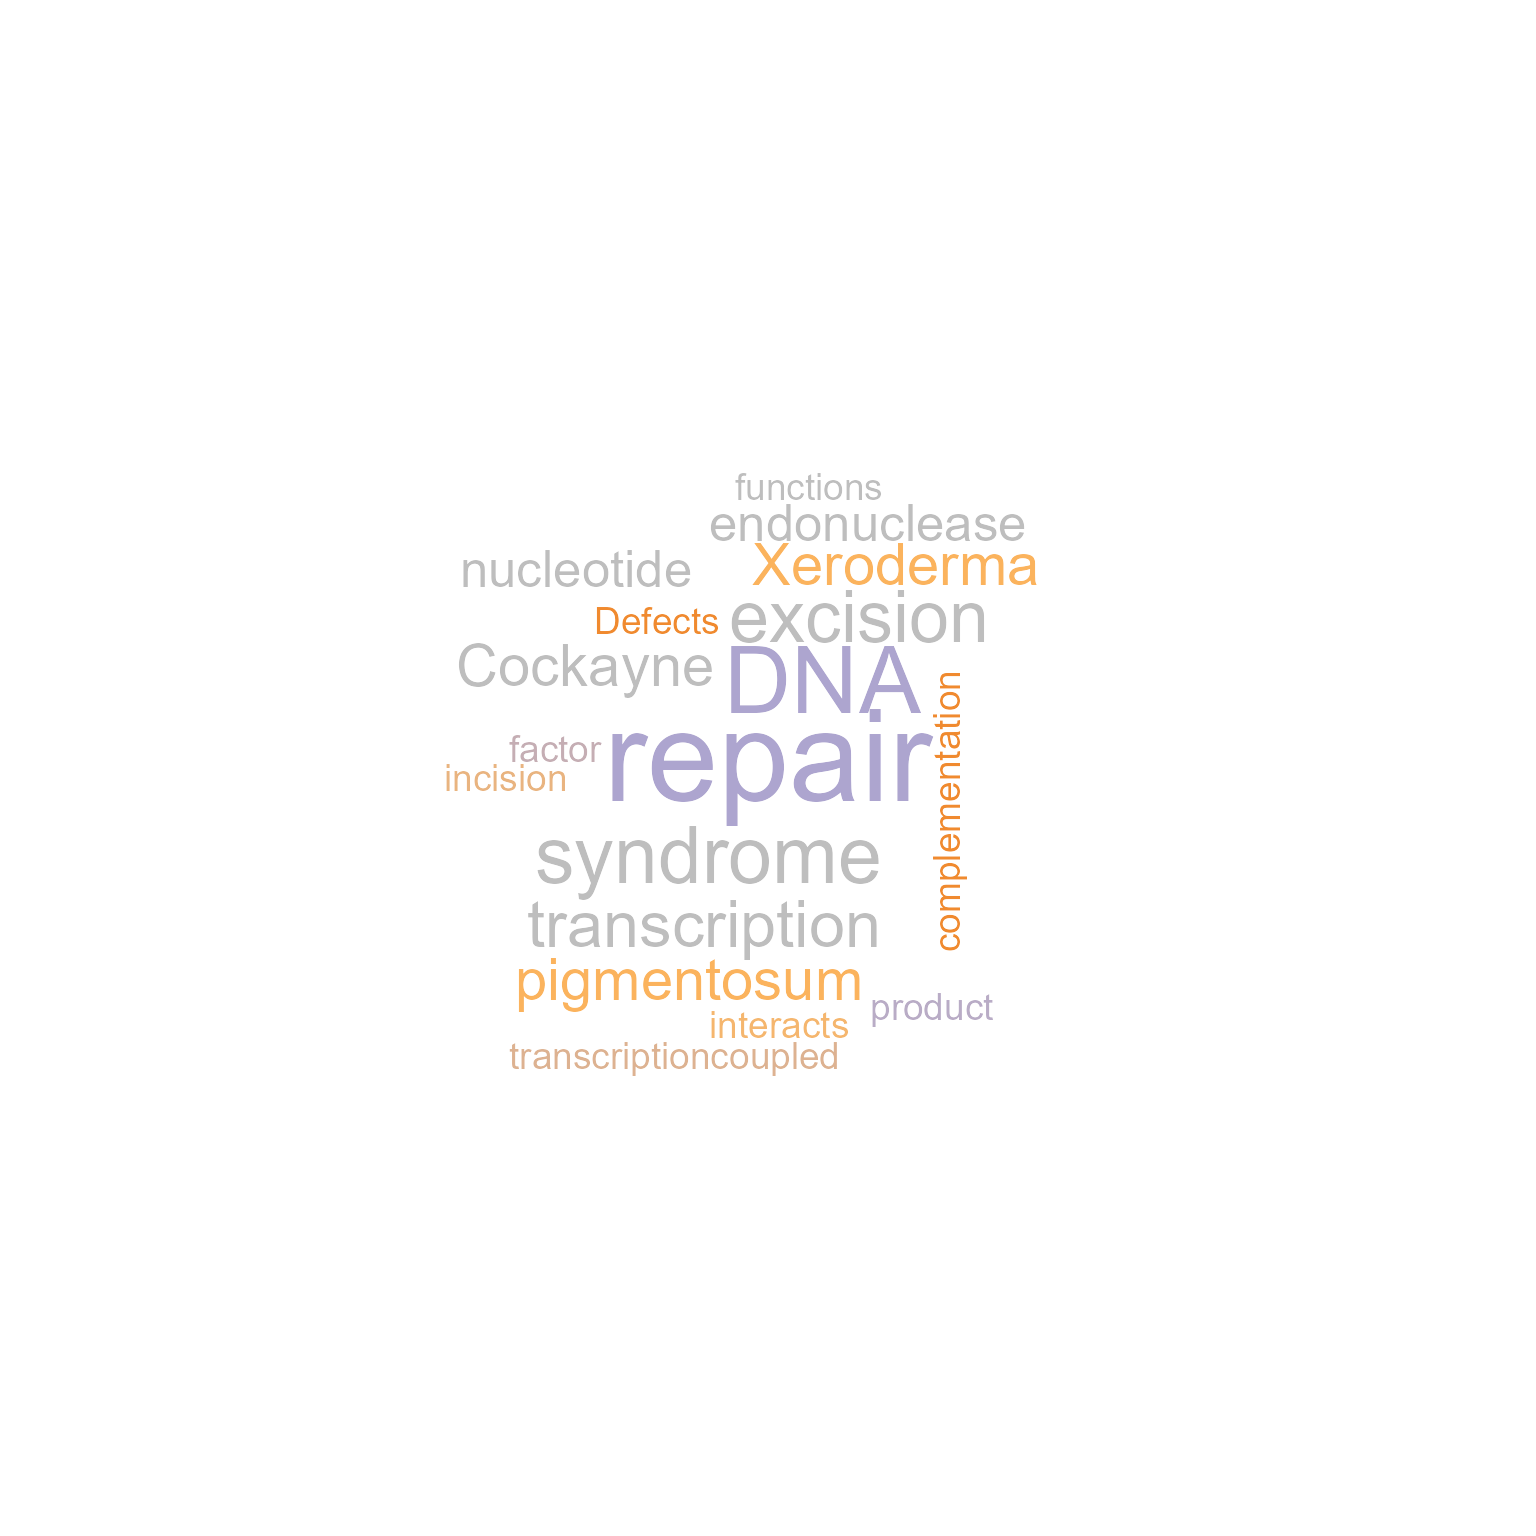 functions
endonuclease
nucleotide
Xeroderma
Defects
excision
Cockayne
DNA
factor
repair
incision
complementation
syndrome
transcription
pigmentosum
product
interacts
transcriptioncoupled